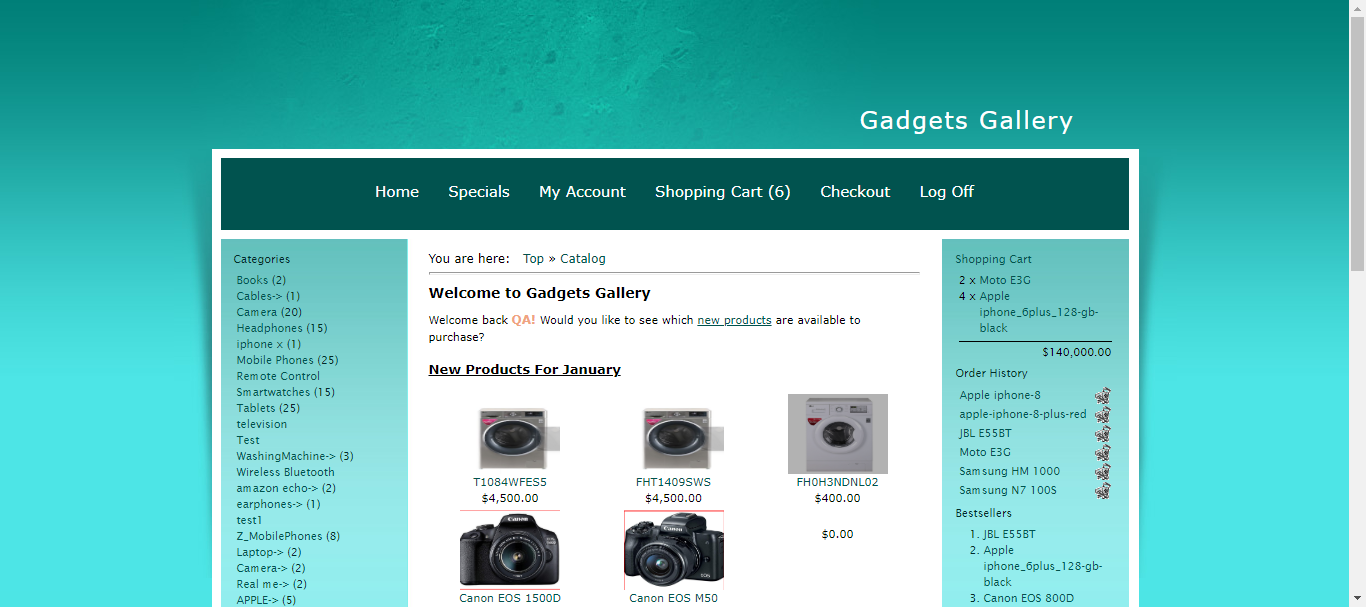 Gadgets Gallery
Home Specials My Account Shopping Cart (6) Checkout Log Off
Categories
Books (2)
Cables-> (1)
Camera (20)
Headphones (15)
iphone x (1)
Mobile Phones (25)
Remote Control
Smartwatches (15)
Tablets (25)
television
Test
WashingMachine-> (3)
Wireless Bluetooth
amazon echo-> (2)
earphones-> (1)
test1
Z_MobilePhones (8)
Laptop-> (2)
Camera-> (2)
Real me-> (2)
APPLE-> (5)
You are here: Top » Catalog
Welcome to Gadgets Gallery
Welcome back QA! Would you like to see which new products are available to
purchase?
New Products For January
T1084WFES5
$4,500.00
FHT1409SWS
$4,500.00
FH0H3NDNL02
$400.00
Canon
Canon EOS 1500D
Canon
EOS
Canon EOS M50
$0.00
Shopping Cart
2 x Moto E3G
4 x Apple
iphone_6plus_128-gb-
black
$140,000.00
Order History
Apple iphone-8
apple-iphone-8-plus-red
JBL E55BT
Moto E3G
Samsung HM 1000
Samsung N7 100S
Bestsellers
1. JBL E55BT
2. Apple
iphone_6plus_128-gb-
black
3. Canon EOS 800D